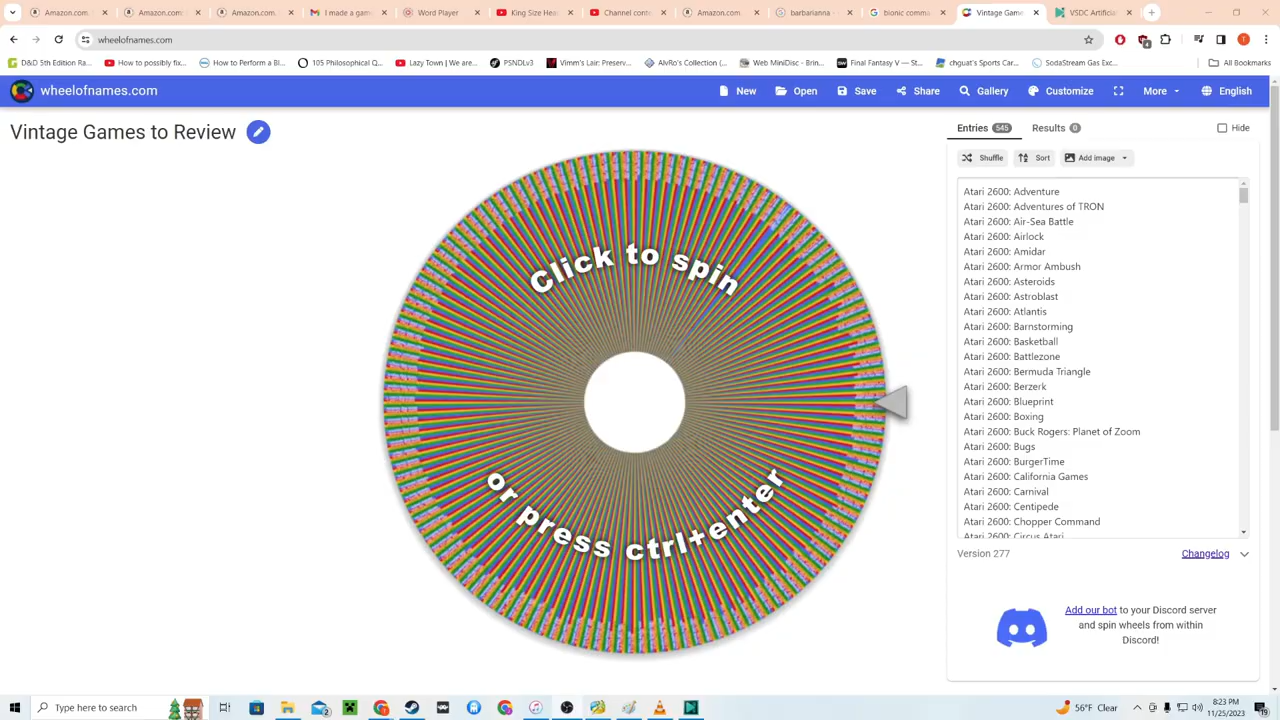 Amazon.com.
Amazon.com.
Amazon.com.
I made a gam
Word Player
King Size Hea
Channel cont
Amazon.com
barbarianna -
bionic comma
Vintage Game
VSDC Artificia
wheelofnames.com
D&D 5th Edition Ra...
How to possibly fix...
How to Perform a Bl...
105 Philosophical Q...
Lazy Town | We are...
PSNDLv3
Vimm's Lair: Preserv...
AlvRo's Collection (...
Web MiniDisc - Brin...
Final Fantasy V — St...
chguat's Sports Car...
SodaStream Gas Exc...
All Bookmarks
wheelofnames.com
New
Open
Save
Share
Gallery
Customize
More
English
Vintage Games to Review
Click to spin
or press ctrl+enter
Entries 545
Results 0
Hide
Shuffle
Sort
Add image
Atari 2600: Adventure
Atari 2600: Adventures of TRON
Atari 2600: Air-Sea Battle
Atari 2600: Airlock
Atari 2600: Amidar
Atari 2600: Armor Ambush
Atari 2600: Asteroids
Atari 2600: Astroblast
Atari 2600: Atlantis
Atari 2600: Barnstorming
Atari 2600: Basketball
Atari 2600: Battlezone
Atari 2600: Bermuda Triangle
Atari 2600: Berzerk
Atari 2600: Blueprint
Atari 2600: Boxing
Atari 2600: Buck Rogers: Planet of Zoom
Atari 2600: Bugs
Atari 2600: BurgerTime
Atari 2600: California Games
Atari 2600: Carnival
Atari 2600: Centipede
Atari 2600: Chopper Command
Atari 2600: Circus Atari
Version 277
Changelog
Add our bot to your Discord server
and spin wheels from within
Discord!
Type here to search
56°F Clear
8:23 PM
11/25/2023